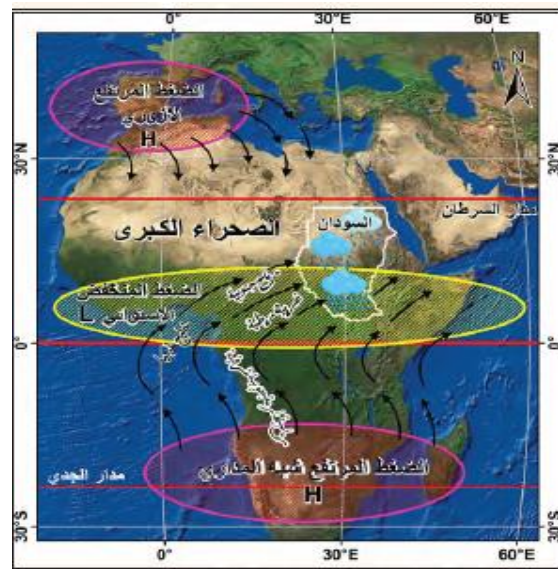 0° 30°E 60°E
N
الضغط المرتفع
الأزوري
H
30°N 30°N
مدار السرطان
السودان
الصحراء الكبرى
الضغط المنخفض
الاستوائي L
0° 0°
الضغط المرتفع شبه المداري
H
مدار الجدي
30°S 30°S
0° 30°E 60°E